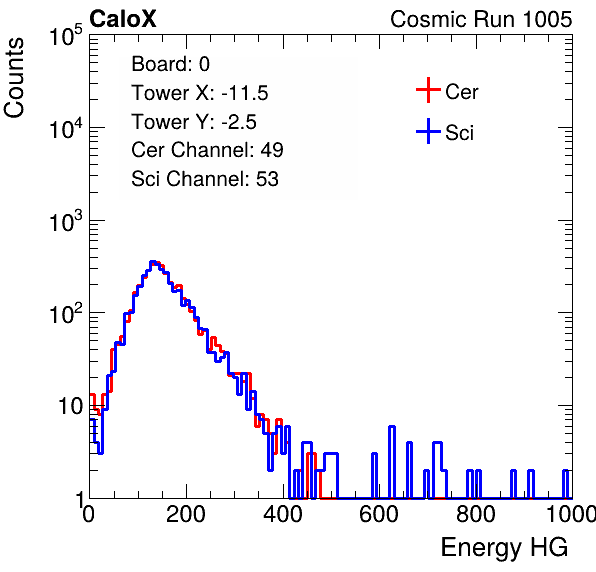 CaloX Cosmic Run 1005
Counts
10^5
10^4
10^3
10^2
10
1
Board: 0
Tower X: -11.5
Tower Y: -2.5
Cer Channel: 49
Sci Channel: 53
Cer
Sci
0 200 400 600 800 1000
Energy HG